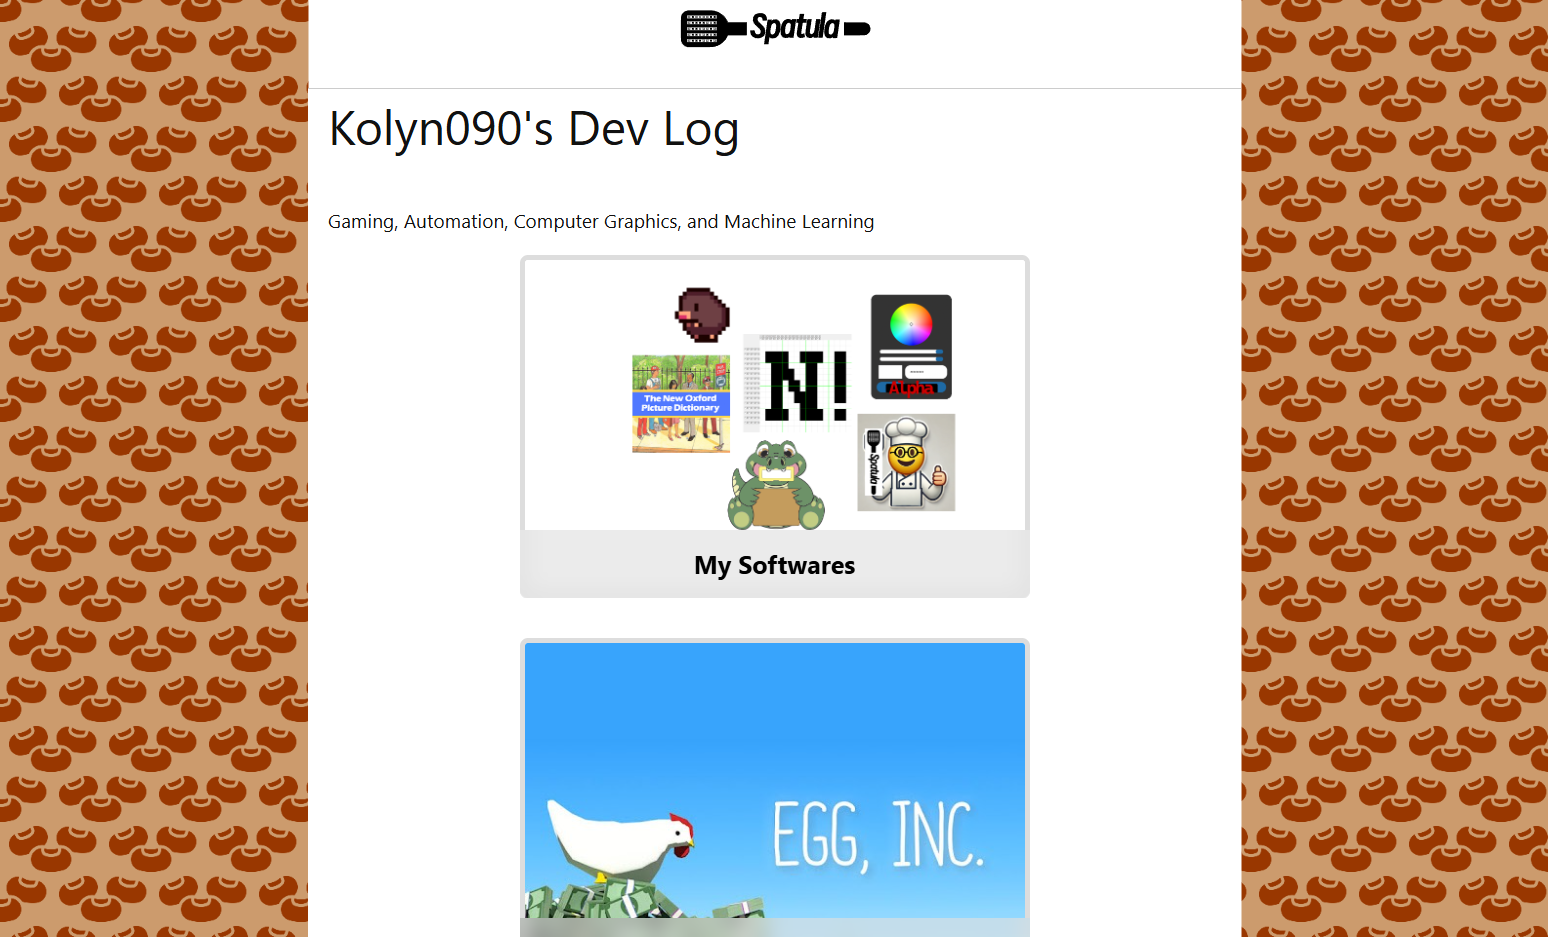 Spatula
Kolyn090's Dev Log
Gaming, Automation, Computer Graphics, and Machine Learning
The New Oxford
Picture Dictionary
N!
Alpha
Spatula
My Softwares
EGG, INC.